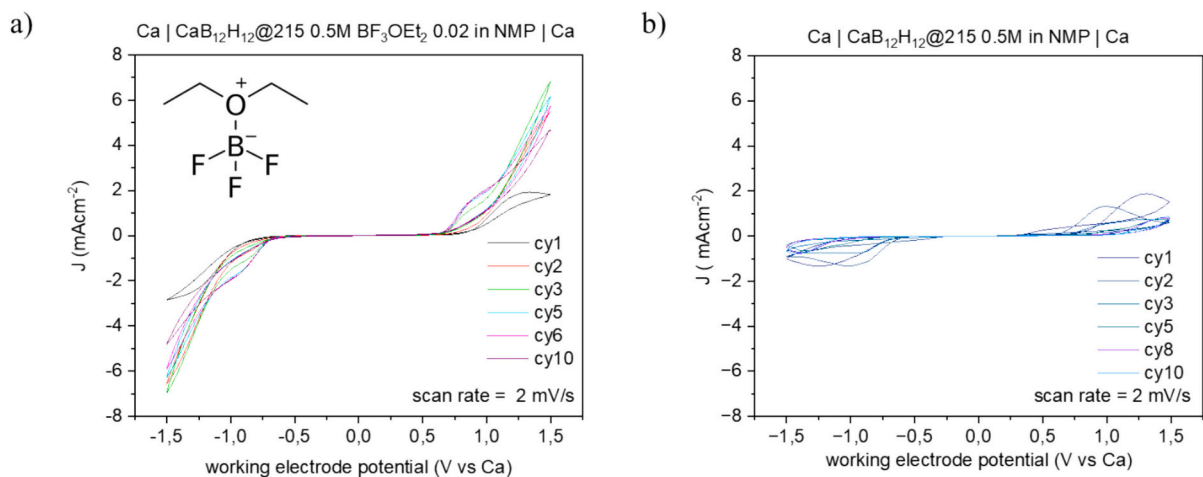 a)
Ca | CaB₁₂H₁₂@215 0.5M BF₃OEt₂ 0.02 in NMP | Ca
O
+
B
−
F
F
F
8
6
4
2
0
−2
−4
−6
−8
J (mAcm⁻²)
cy1
cy2
cy3
cy5
cy6
cy10
scan rate = 2 mV/s
-1,5
-1,0
-0,5
0,0
0,5
1,0
1,5
working electrode potential (V vs Ca)
b)
Ca | CaB₁₂H₁₂@215 0.5M in NMP | Ca
8
6
4
2
0
−2
−4
−6
−8
J ( mAcm⁻²)
cy1
cy2
cy3
cy5
cy8
cy10
scan rate = 2 mV/s
−1,5
−1,0
−0,5
0,0
0,5
1,0
1,5
working electrode potential (V vs Ca)